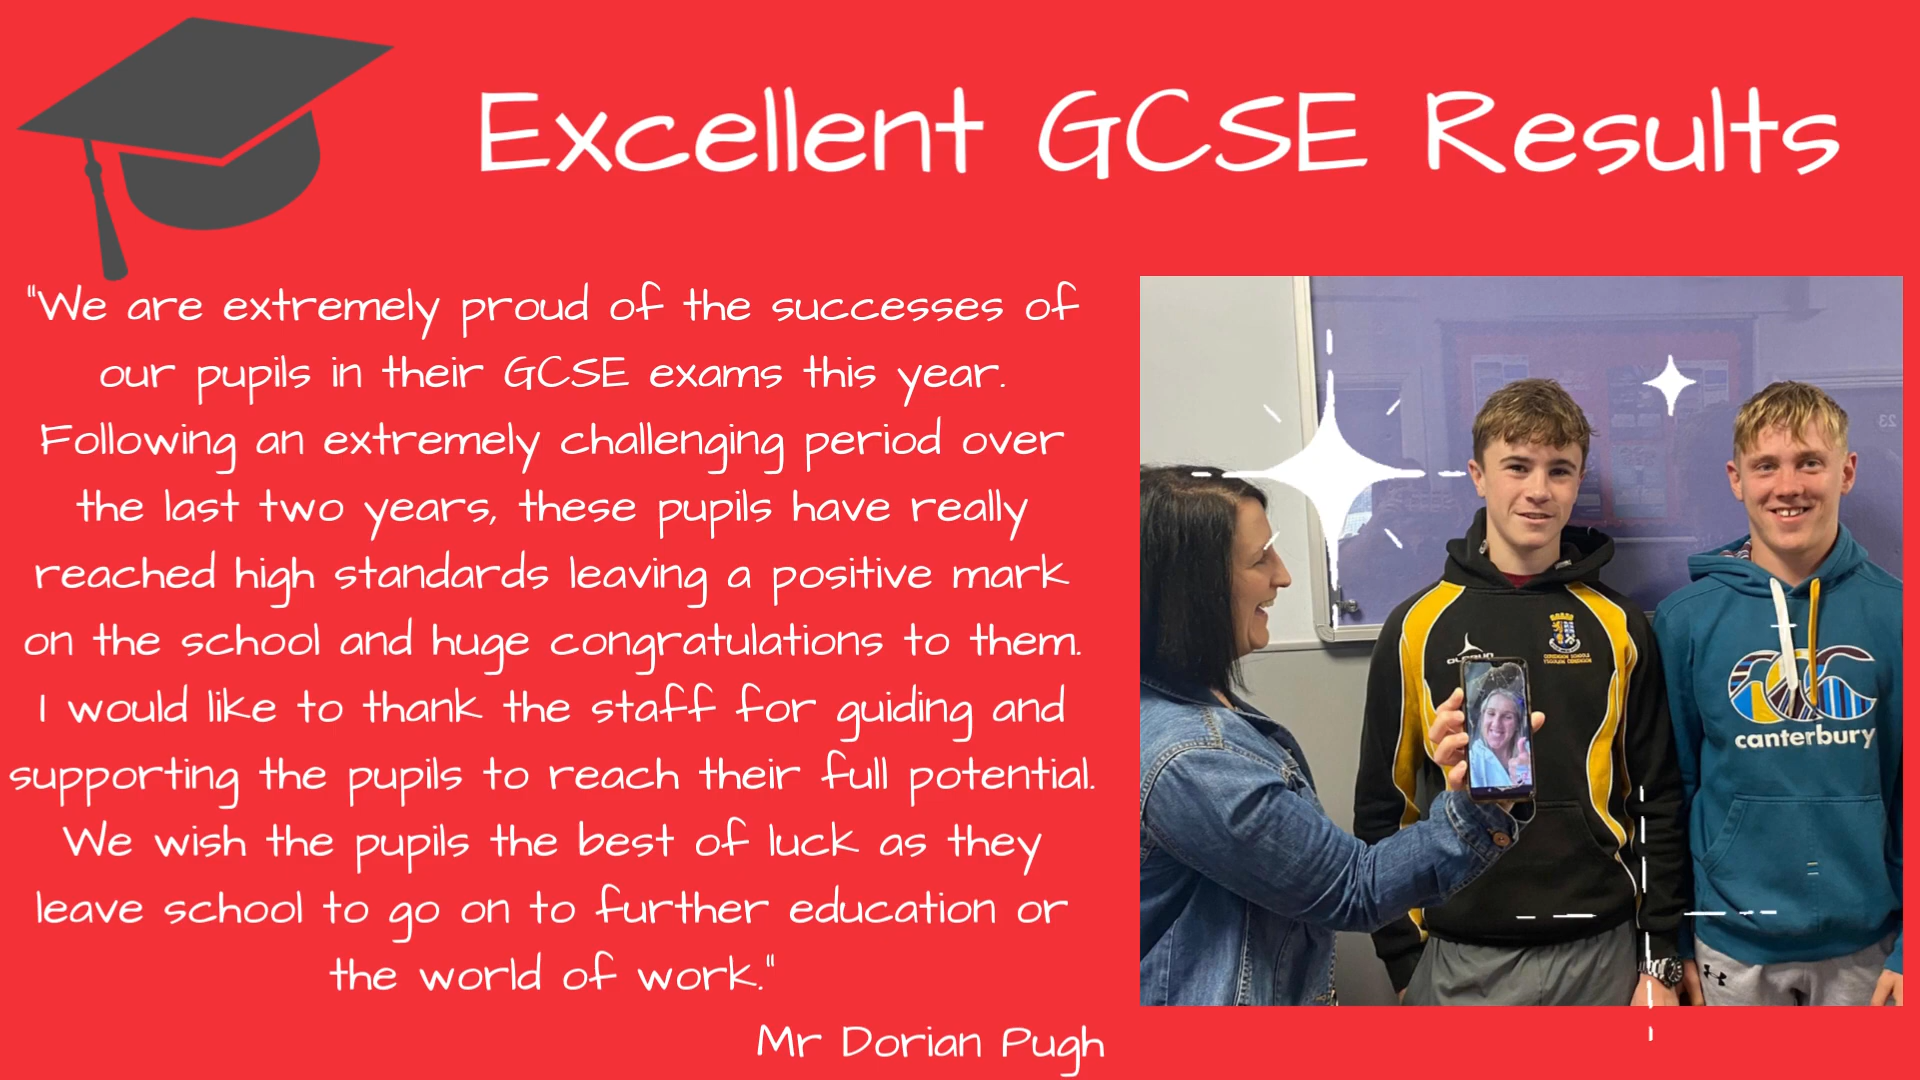 Excellent GCSE Results
"We are extremely proud of the successes of
our pupils in their GCSE exams this year.
Following an extremely challenging period over
the last two years, these pupils have really
reached high standards leaving a positive mark
on the school and huge congratulations to them.
I would like to thank the staff for guiding and
supporting the pupils to reach their full potential.
We wish the pupils the best of luck as they
leave school to go on to further education or
the world of work."
Mr Dorian Pugh
canterbury
23